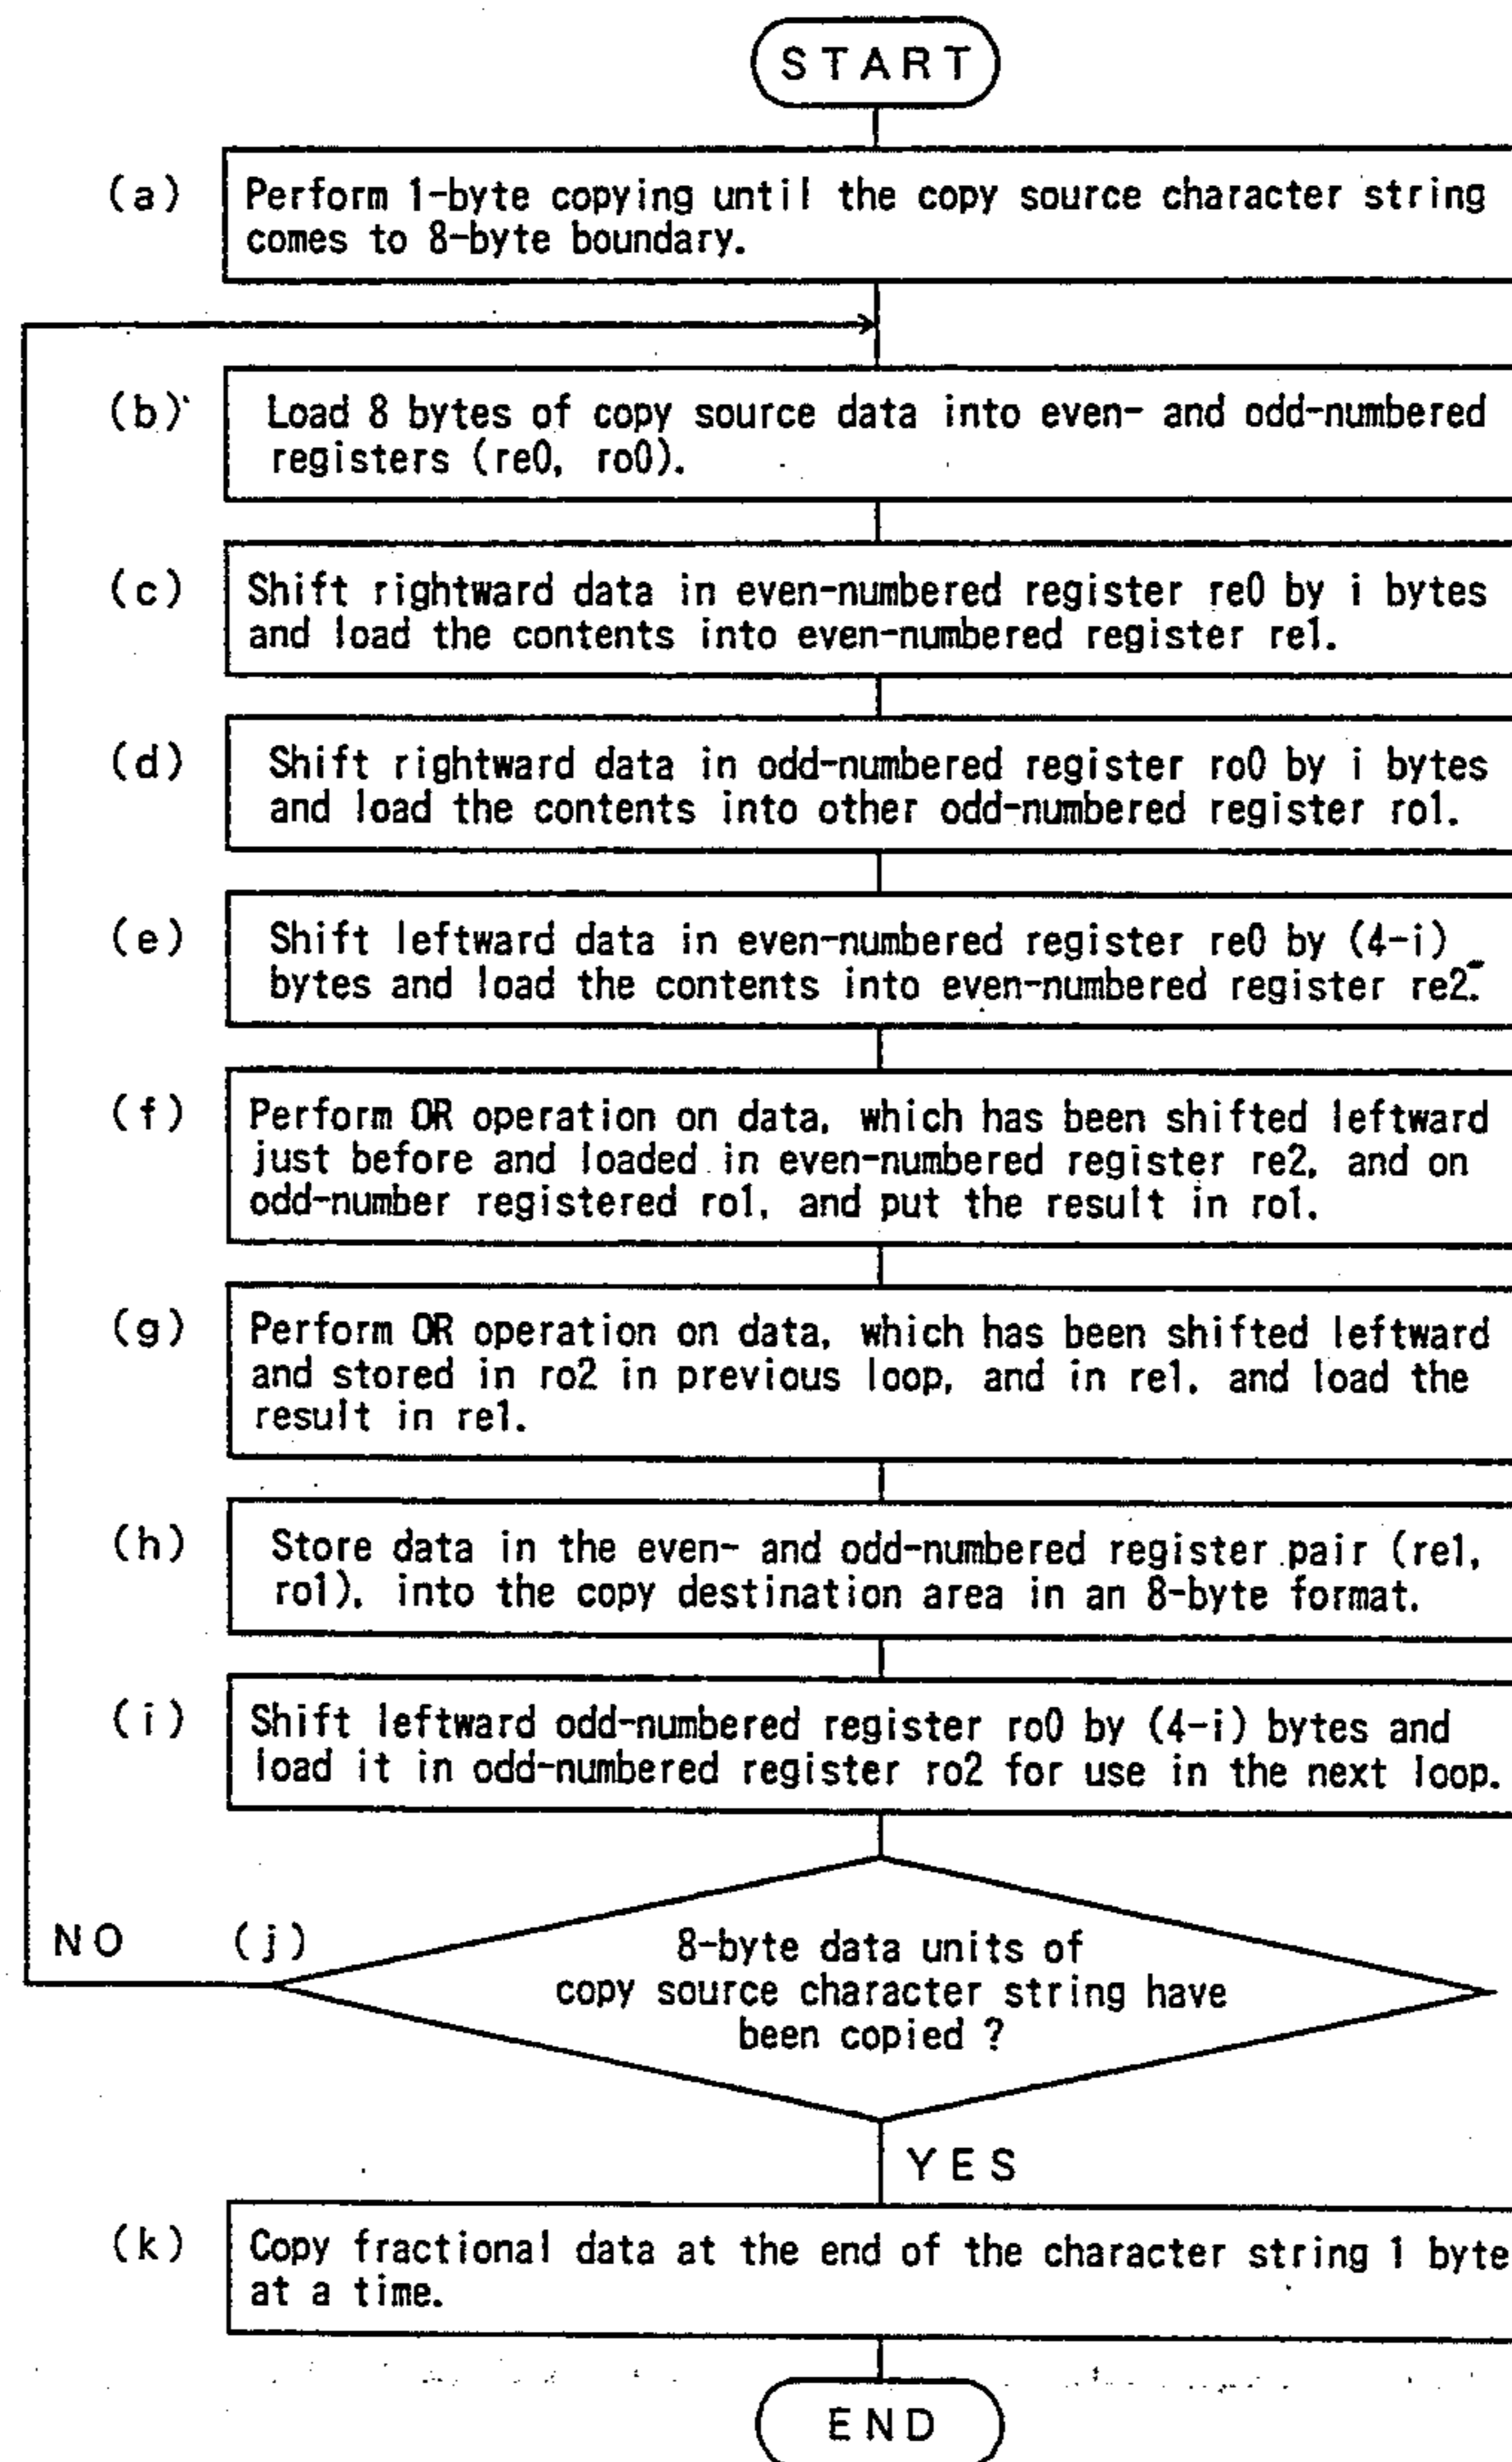 START
(a) Perform 1-byte copying until the copy source character string
comes to 8-byte boundary.
(b) Load 8 bytes of copy source data into even- and odd-numbered
registers (re0, ro0).
(c) Shift rightward data in even-numbered register re0 by i bytes
and load the contents into even-numbered register re1.
(d) Shift rightward data in odd-numbered register ro0 by i bytes
and load the contents into other odd-numbered register ro1.
(e) Shift leftward data in even-numbered register re0 by (4-i)
bytes and load the contents into even-numbered register re2.
(f) Perform OR operation on data, which has been shifted leftward
just before and loaded in even-numbered register re2, and on
odd-number registered ro1, and put the result in ro1.
(g) Perform OR operation on data, which has been shifted leftward
and stored in ro2 in previous loop, and in re1, and load the
result in re1.
(h) Store data in the even- and odd-numbered register pair (re1,
ro1), into the copy destination area in an 8-byte format.
(i) Shift leftward odd-numbered register ro0 by (4-i) bytes and
load it in odd-numbered register ro2 for use in the next loop.
NO (j)
8-byte data units of
copy source character string have
been copied ?
YES
(k) Copy fractional data at the end of the character string 1 byte
at a time.
END